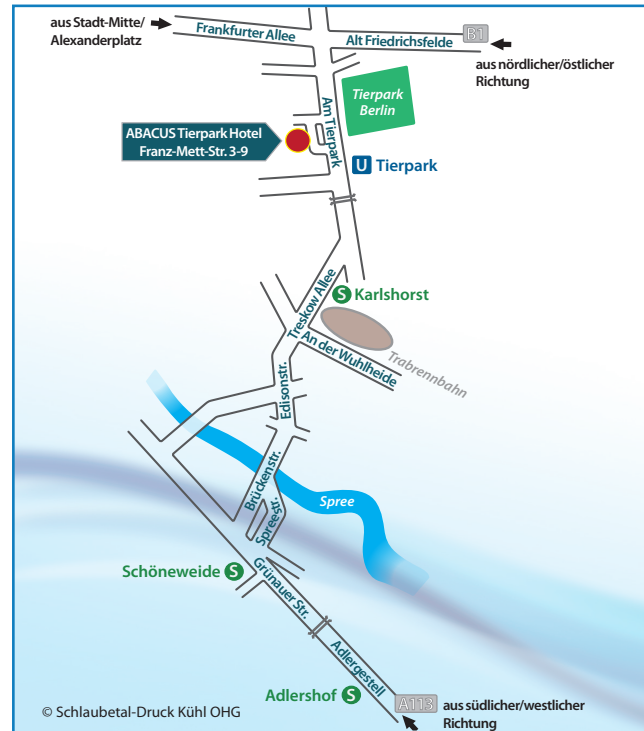 aus Stadt-Mitte/
Alexanderplatz
Frankfurter Allee
Alt Friedrichsfelde
B1
aus nördlicher/östlicher
Richtung
Tierpark
Berlin
Am Tierpark
ABACUS Tierpark Hotel
Franz-Mett-Str. 3-9
U Tierpark
S Karlshorst
Treskow Allee
An der Wuhlheide
Trabrennbahn
Edisonstr.
Brückenstr.
Spreestr.
Spree
Schöneweide S
Grünauer Str.
Adlergestell
Adlershof S
A113
aus südlicher/westlicher
Richtung
© Schlaubetal-Druck Kühl OHG